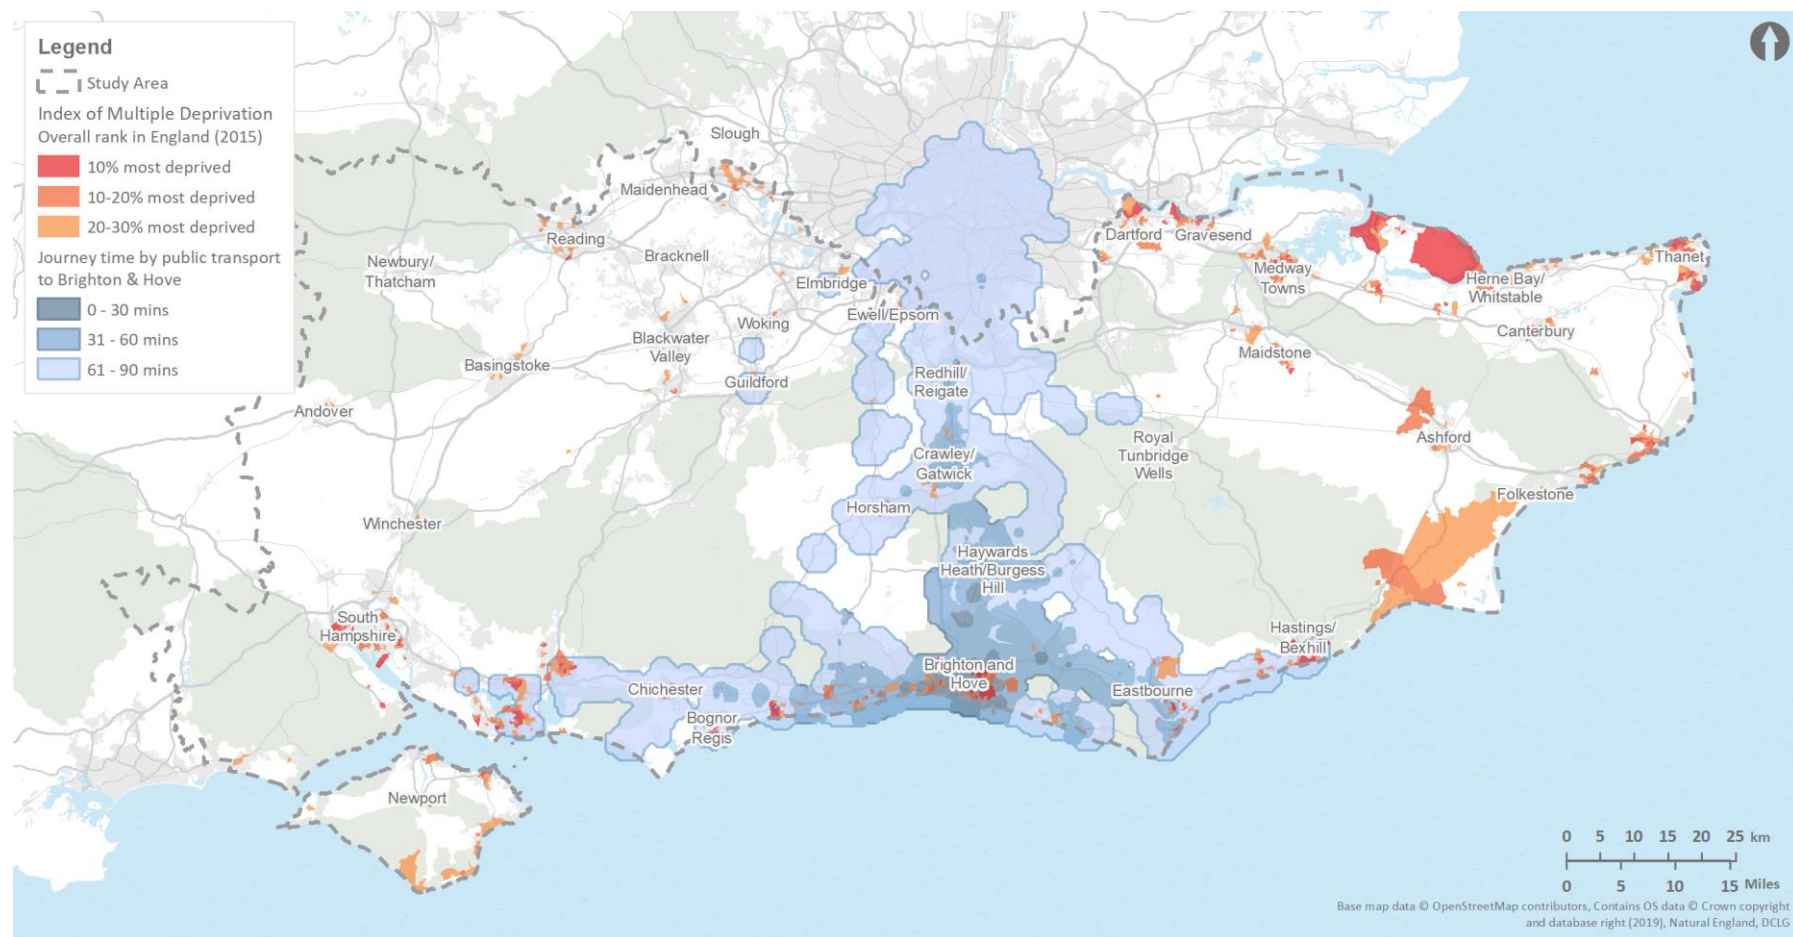 Legend
Study Area
Index of Multiple Deprivation
Overall rank in England (2015)
10% most deprived
10-20% most deprived
20-30% most deprived
Journey time by public transport
to Brighton & Hove
0 - 30 mins
31 - 60 mins
61 - 90 mins
Slough
Maidenhead
Reading
Bracknell
Newbury/
Thatcham
Elmbridge
Ewell/Epsom
Woking
Blackwater
Valley
Basingstoke
Guildford
Andover
Redhill/
Reigate
Dartford
Gravesend
Medway
Towns
Herne Bay/
Whitstable
Thanet
Canterbury
Maidstone
Ashford
Royal
Tunbridge
Wells
Crawley/
Gatwick
Horsham
Folkestone
Winchester
Haywards
Heath/Burgess
Hill
South
Hampshire
Hastings/
Bexhill
Brighton and
Hove
Chichester
Eastbourne
Bognor
Regis
Newport
0 5 10 15 20 25 km
0 5 10 15 Miles
Base map data © OpenStreetMap contributors, Contains OS data © Crown copyright
and database right (2019), Natural England, DCLG